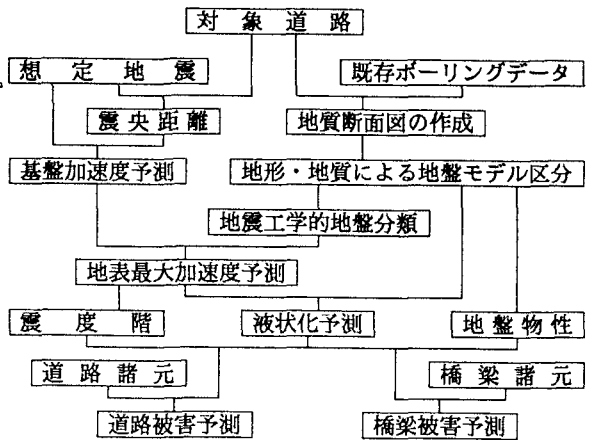 対象道路
想定地震
既存ボーリングデータ
震央距離
地質断面図の作成
基盤加速度予測
地形・地質による地盤モデル区分
地震工学的地盤分類
地表最大加速度予測
震度階
液状化予測
地盤物性
道路諸元
橋梁諸元
道路被害予測
橋梁被害予測